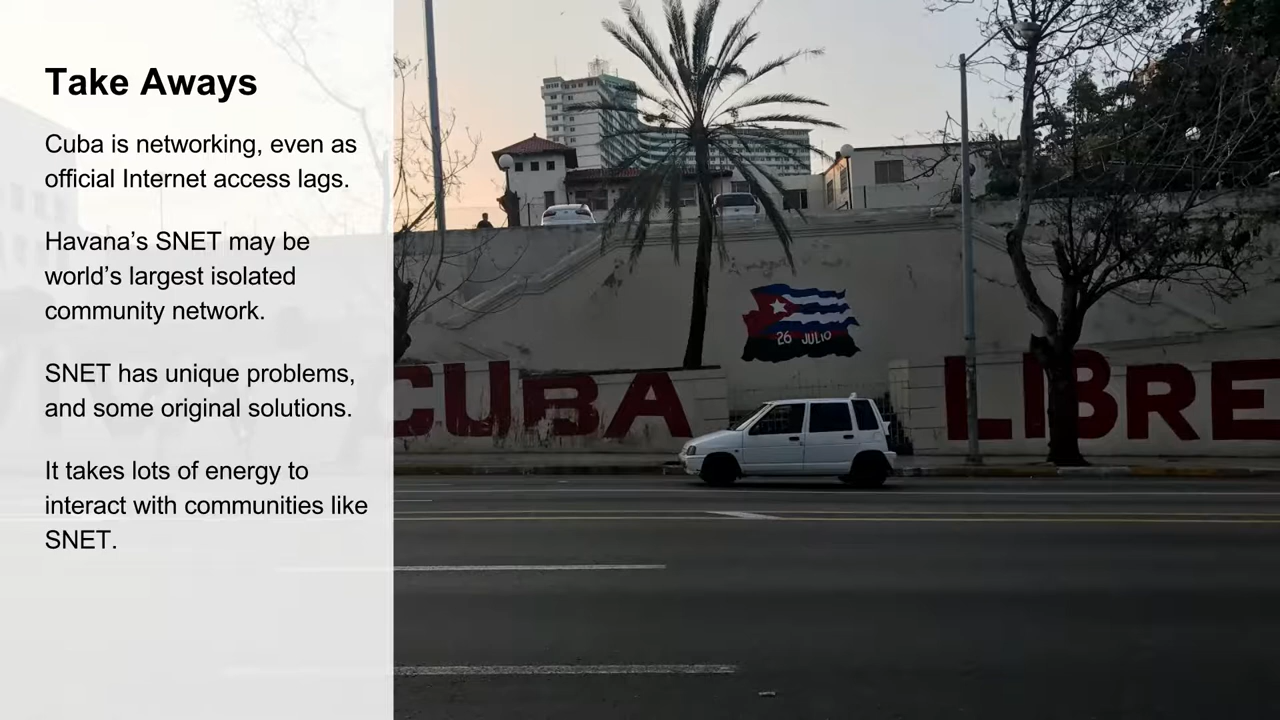 Take Aways
Cuba is networking, even as
official Internet access lags.
Havana’s SNET may be
world’s largest isolated
community network.
SNET has unique problems,
and some original solutions.
It takes lots of energy to
interact with communities like
SNET.
26 JULIO
CUBA LIBRE